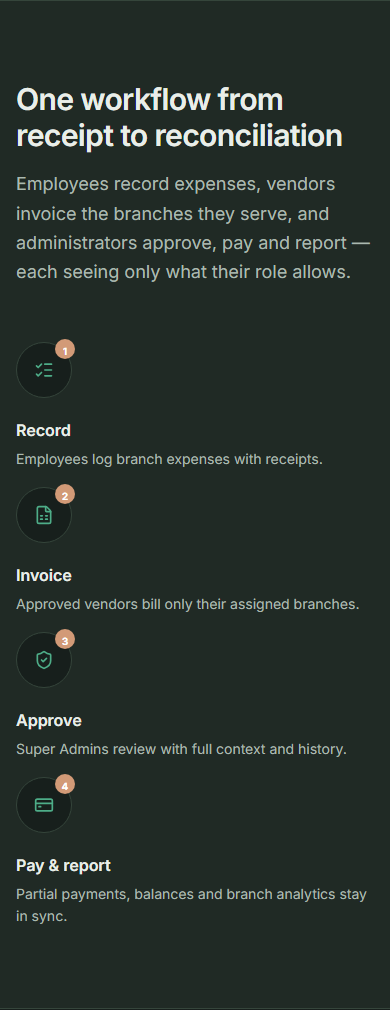 One workflow from
receipt to reconciliation
Employees record expenses, vendors
invoice the branches they serve, and
administrators approve, pay and report —
each seeing only what their role allows.
1
Record
Employees log branch expenses with receipts.
2
Invoice
Approved vendors bill only their assigned branches.
3
Approve
Super Admins review with full context and history.
4
Pay & report
Partial payments, balances and branch analytics stay
in sync.